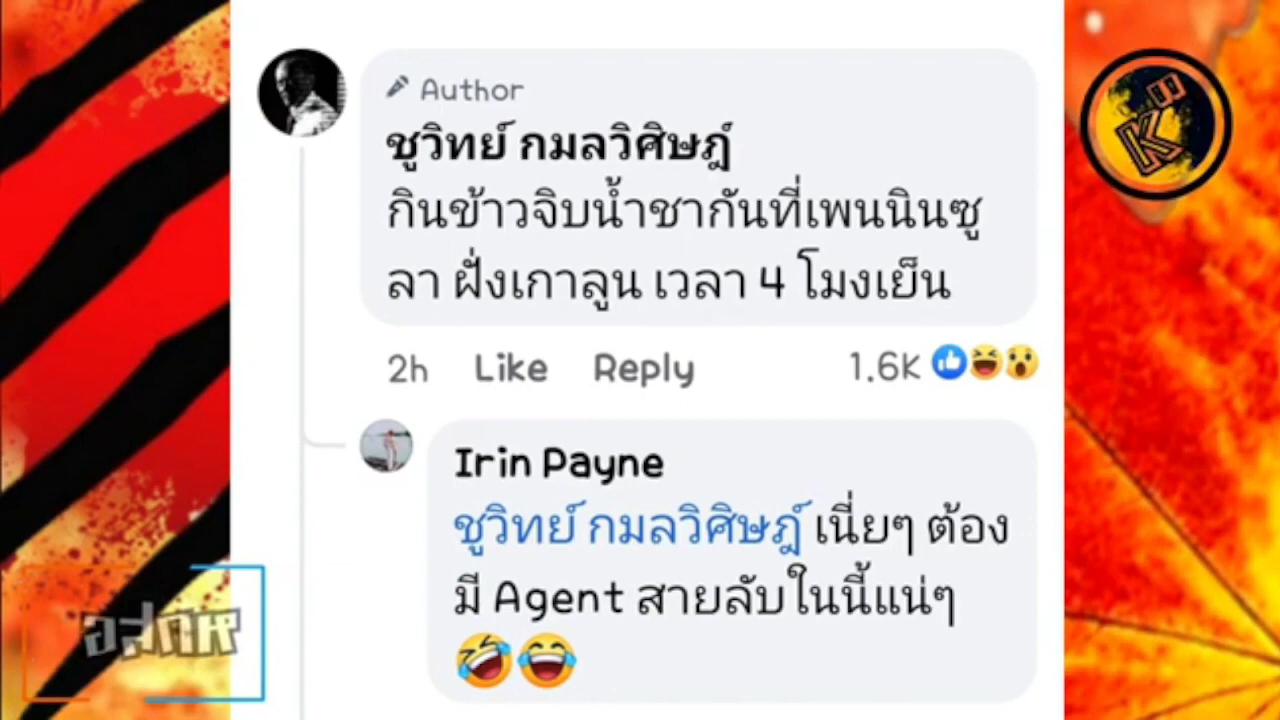 Author
ชูวิทย์ กมลวิศิษฎ์
กินข้าวจิบน้ำชากันที่เพนนินซู
ลา ฝั่งเกาลูน เวลา 4 โมงเย็น
2h Like Reply 1.6K
Irin Payne
ชูวิทย์ กมลวิศิษฎ์ เนี่ยๆ ต้อง
มี Agent สายลับในนี้แน่ๆ
🤣😂
K"